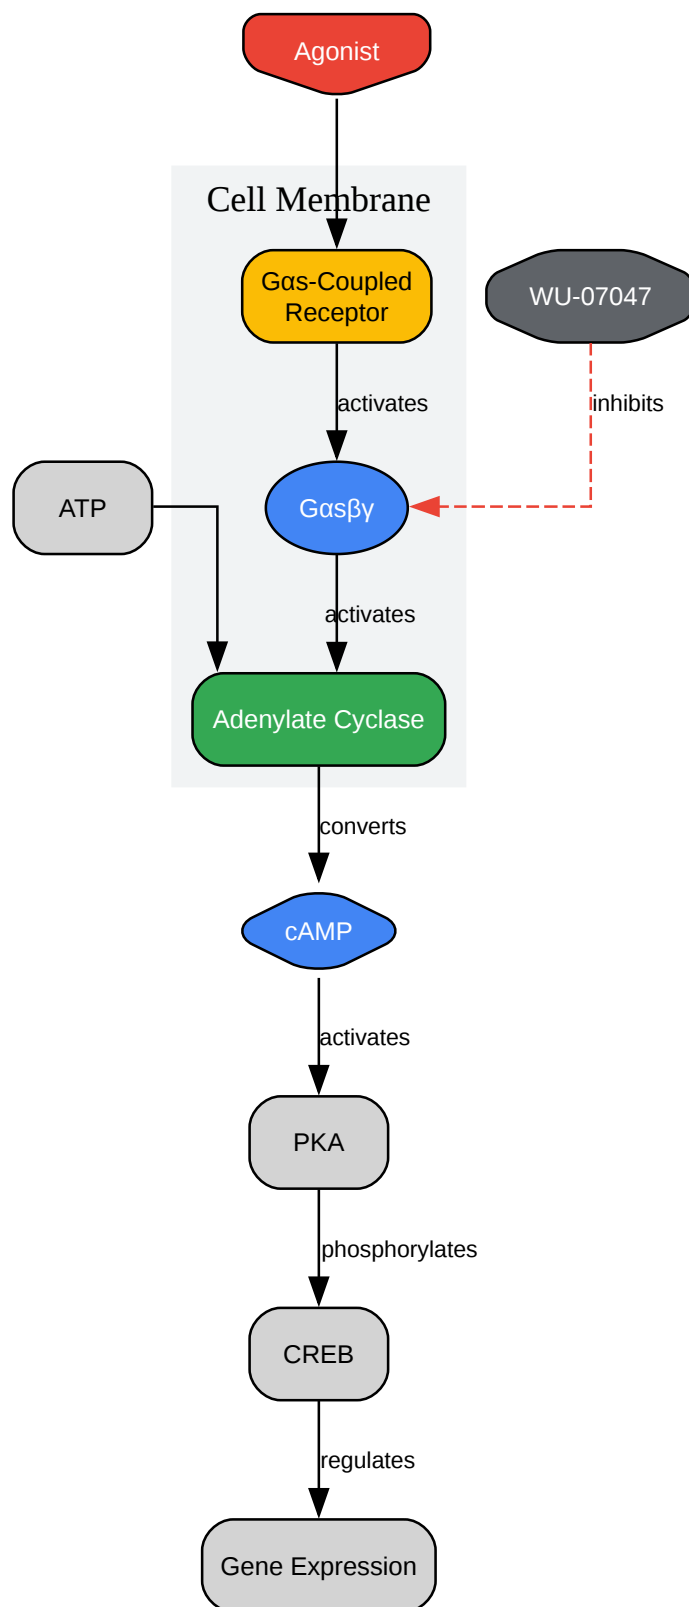 Agonist
Cell Membrane
Gαs-Coupled
Receptor
WU-07047
activates
inhibits
ATP
Gαsβγ
activates
Adenylate Cyclase
converts
cAMP
activates
PKA
phosphorylates
CREB
regulates
Gene Expression